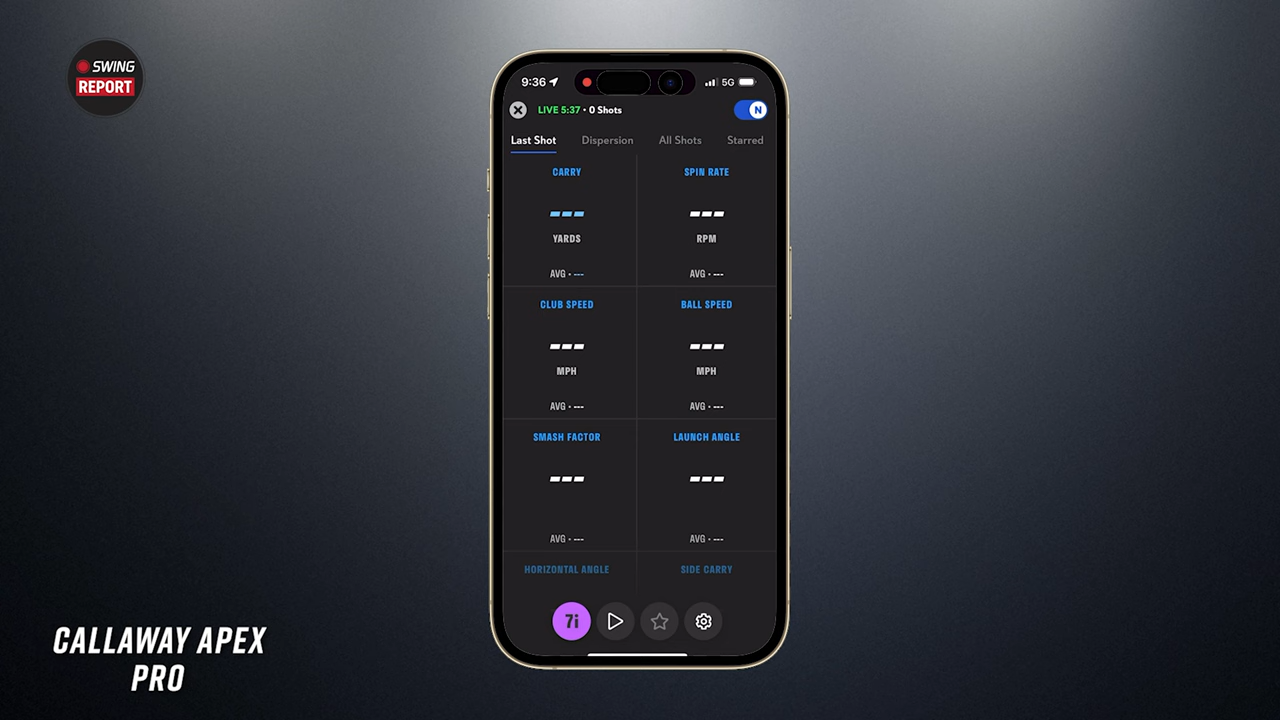 SWING
REPORT
9:36
5G
LIVE 5:37 • 0 Shots
N
Last Shot Dispersion All Shots Starred
CARRY SPIN RATE
--- ---
YARDS RPM
AVG • --- AVG • ---
CLUB SPEED BALL SPEED
--- ---
MPH MPH
AVG • --- AVG • ---
SMASH FACTOR LAUNCH ANGLE
--- ---
AVG • --- AVG • ---
HORIZONTAL ANGLE SIDE CARRY
7i
CALLAWAY APEX
PRO